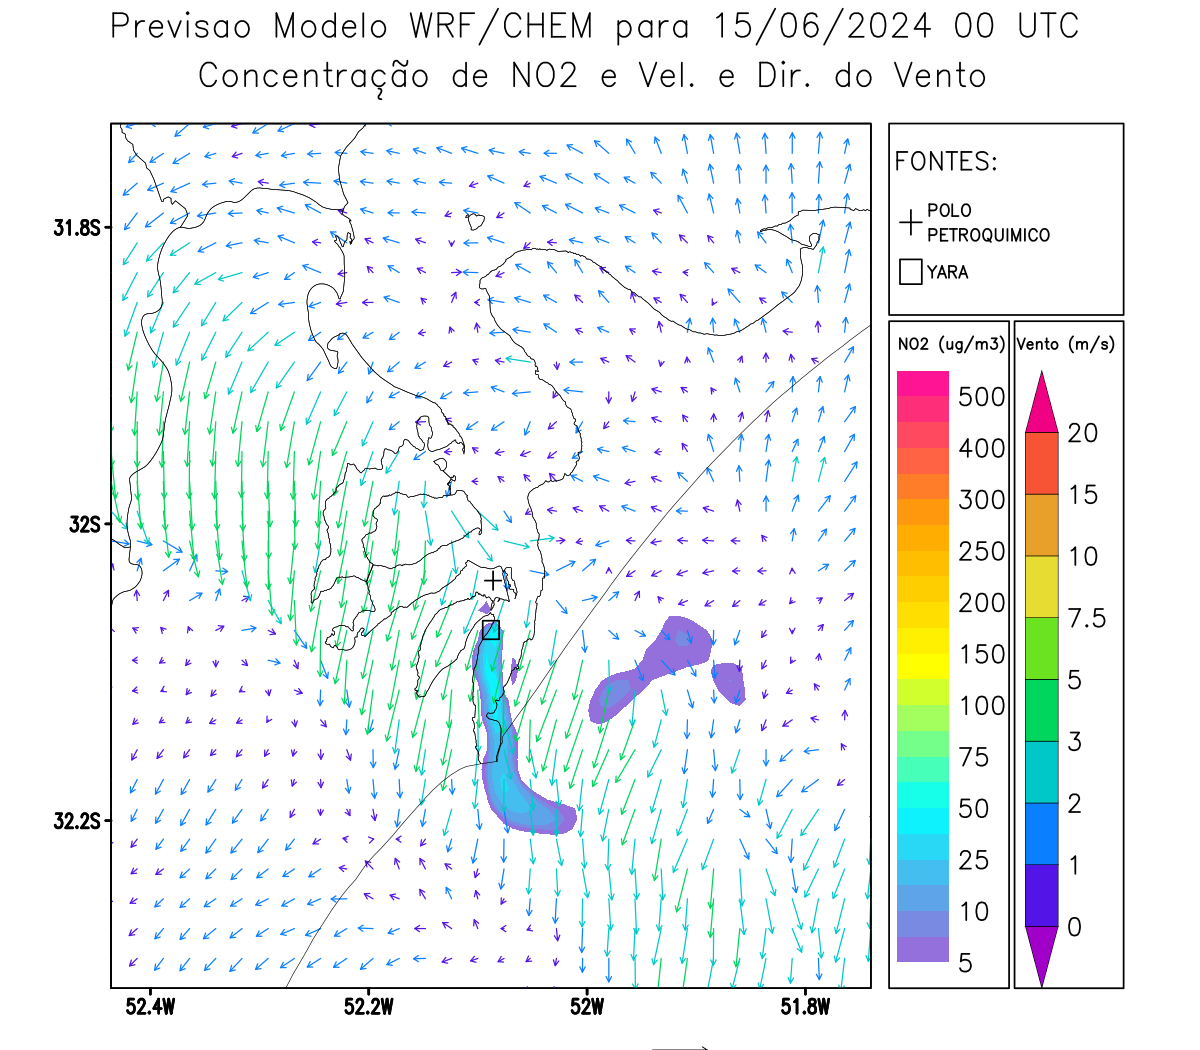 Previsao Modelo WRF/CHEM para 15/06/2024 00 UTC
Concentração de NO2 e Vel. e Dir. do Vento
FONTES:
POLO
PETROQUIMICO
YARA
31.8S
32S
32.2S
52.4W
52.2W
52W
51.8W
NO2 (ug/m3)
500
400
300
250
200
150
100
75
50
25
10
5
Vento (m/s)
20
15
10
7.5
5
3
2
1
0